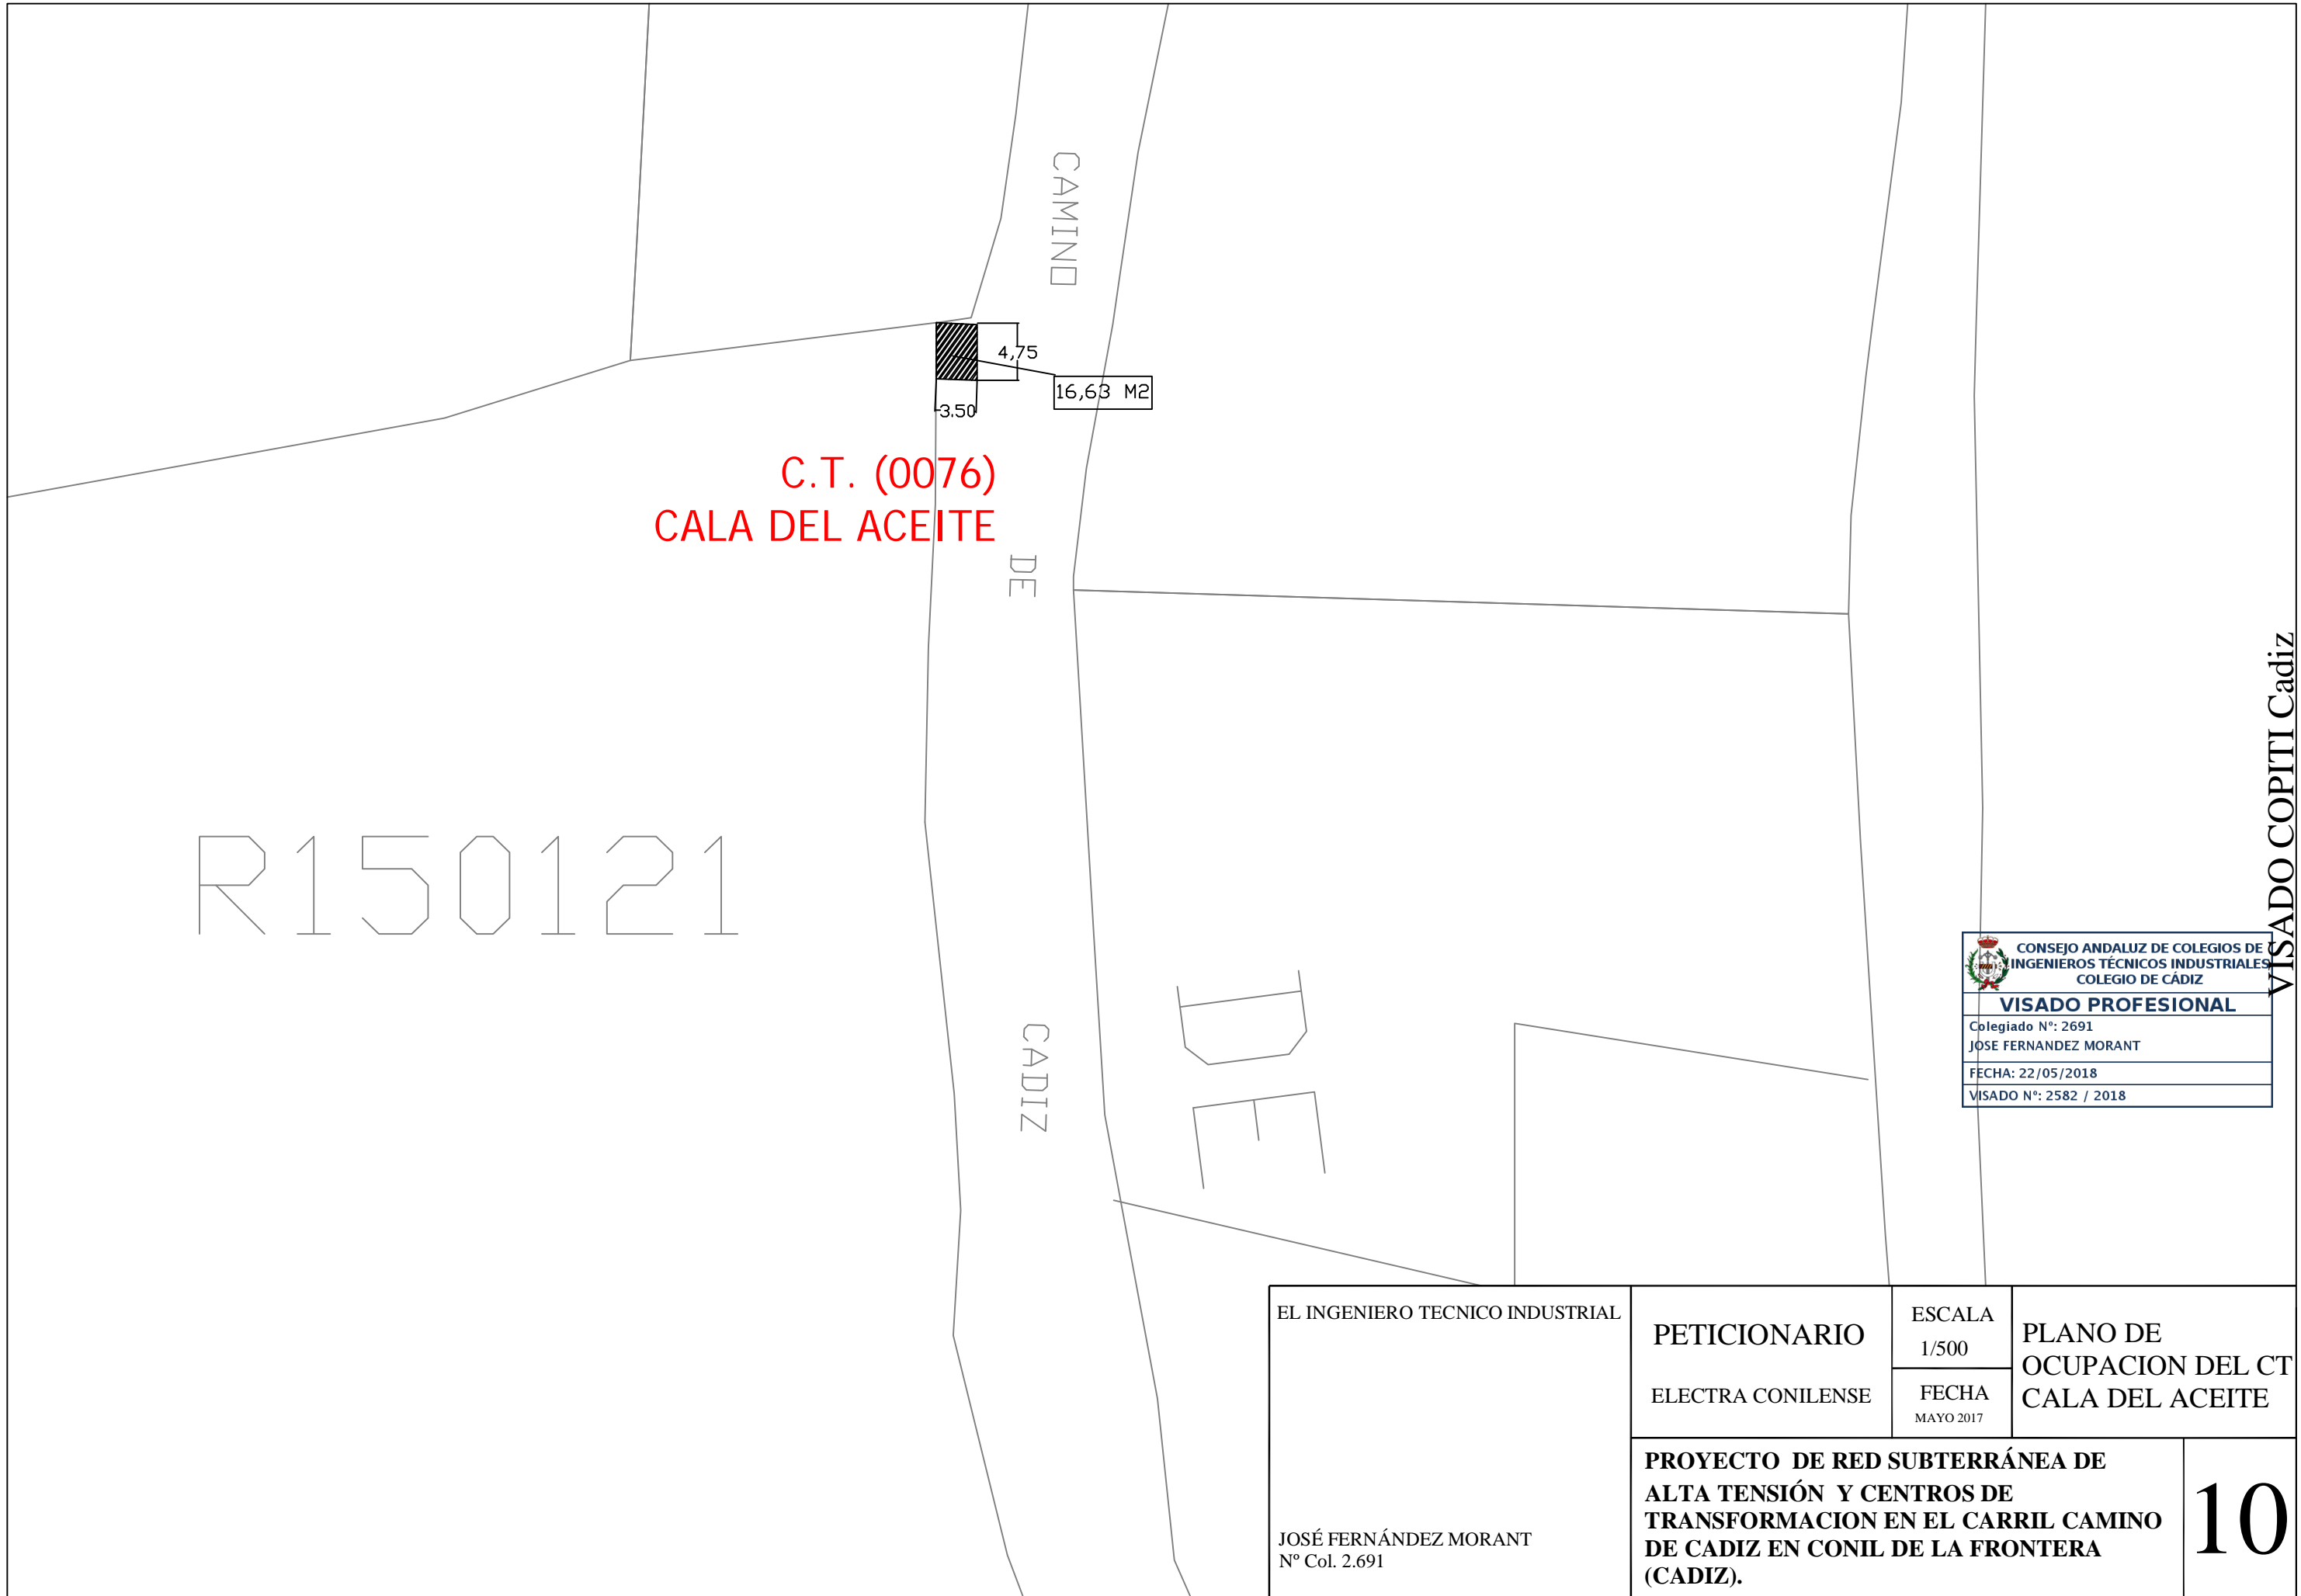 CAMINO
4,75
16,63 M2
3.50
C.T. (0076)
CALA DEL ACEITE
DE
R150121
CADIZ
DE
VISADO COPITI Cadiz
CONSEJO ANDALUZ DE COLEGIOS DE
INGENIEROS TÉCNICOS INDUSTRIALES
COLEGIO DE CÁDIZ
VISADO PROFESIONAL
Colegiado Nº: 2691
JOSE FERNANDEZ MORANT
FECHA: 22/05/2018
VISADO Nº: 2582 / 2018
EL INGENIERO TECNICO INDUSTRIAL
JOSÉ FERNÁNDEZ MORANT
Nº Col. 2.691
PETICIONARIO
ELECTRA CONILENSE
ESCALA
1/500
FECHA
MAYO 2017
PLANO DE
OCUPACION DEL CT
CALA DEL ACEITE
PROYECTO DE RED SUBTERRÁNEA DE
ALTA TENSIÓN Y CENTROS DE
TRANSFORMACION EN EL CARRIL CAMINO
DE CADIZ EN CONIL DE LA FRONTERA
(CADIZ).
10